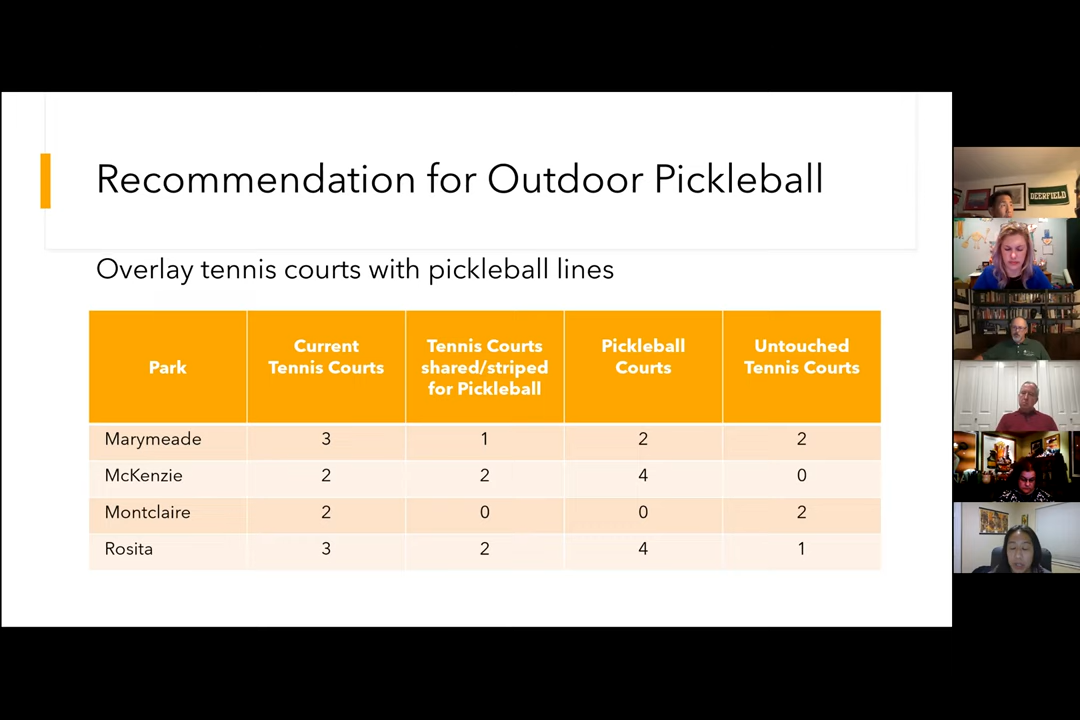 Recommendation for Outdoor Pickleball
Overlay tennis courts with pickleball lines
Park
Current
Tennis Courts
Tennis Courts
shared/striped
for Pickleball
Pickleball
Courts
Untouched
Tennis Courts
Marymeade 3 1 2 2
McKenzie 2 2 4 0
Montclaire 2 0 0 2
Rosita 3 2 4 1
DEERFIELD